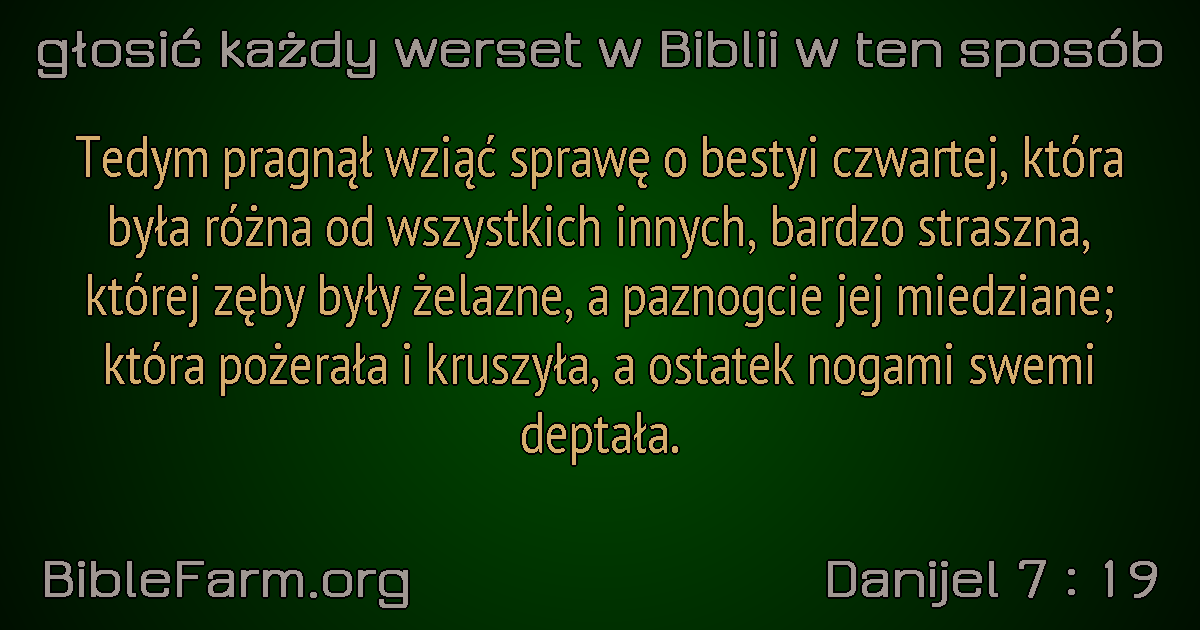 głosić każdy werset w Biblii w ten sposób
Tedym pragnął wziąć sprawę o bestyi czwartej, która
była różna od wszystkich innych, bardzo straszna,
której zęby były żelazne, a paznogcie jej miedziane;
która pożerała i kruszyła, a ostatek nogami swemi
deptała.
BibleFarm.org
Danijel 7 : 19